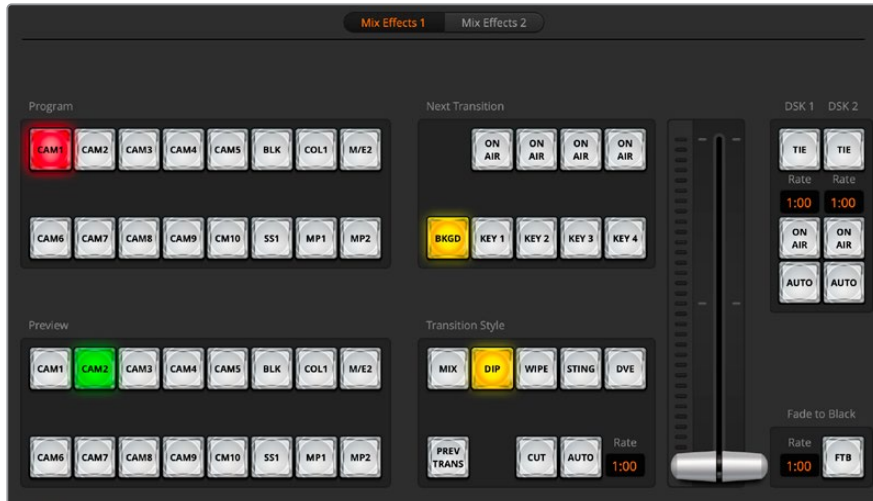 Mix Effects 1 Mix Effects 2
Program
CAM1 CAM2 CAM3 CAM4 CAM5 BLK COL1 M/E2
CAM6 CAM7 CAM8 CAM9 CM10 SS1 MP1 MP2
Next Transition
ON AIR ON AIR ON AIR ON AIR
BKGD KEY 1 KEY 2 KEY 3 KEY 4
DSK 1 DSK 2
TIE TIE
Rate Rate
1:00 1:00
ON AIR ON AIR
AUTO AUTO
Preview
CAM1 CAM2 CAM3 CAM4 CAM5 BLK COL1 M/E2
CAM6 CAM7 CAM8 CAM9 CM10 SS1 MP1 MP2
Transition Style
MIX DIP WIPE STING DVE
PREV TRANS CUT AUTO Rate 1:00
Fade to Black
Rate
1:00 FTB